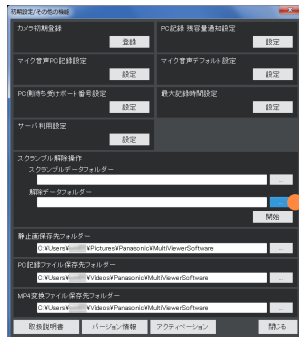 初期設定/その他の機能
カメラ初期登録
登録
PC記録 残容量通知設定
設定
マイク音声PC記録設定
設定
マイク音声デフォルト設定
設定
PC側待ち受けポート番号設定
設定
最大記録時間設定
設定
サーバ利用設定
設定
スクランブル解除操作
スクランブルデータフォルダー
...
解除データフォルダー
...
開始
静止画保存先フォルダー
C:¥Users¥ ¥Pictures¥Panasonic¥MultiViewerSoftware
...
PC記録ファイル保存先フォルダー
C:¥Users¥ ¥Videos¥Panasonic¥MultiViewerSoftware
...
MP4変換ファイル保存先フォルダー
C:¥Users¥ ¥Videos¥Panasonic¥MultiViewerSoftware
...
取扱説明書 バージョン情報 アクティベーション 閉じる